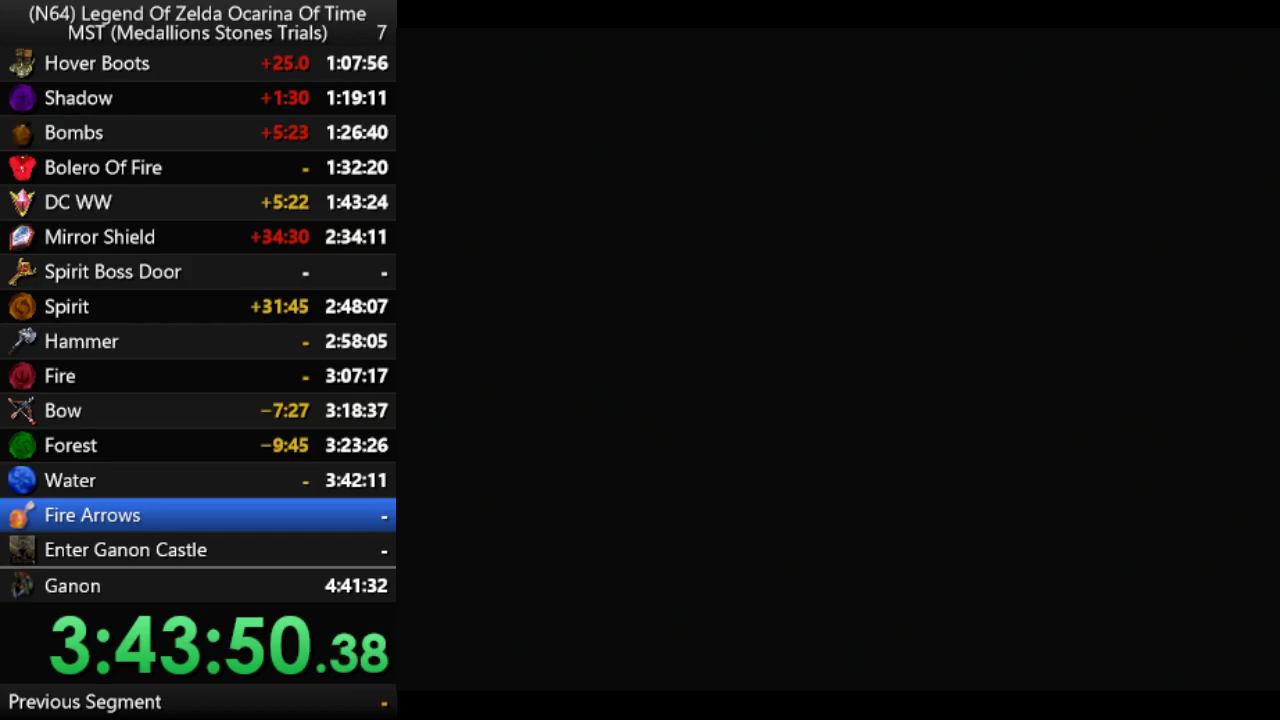 (N64) Legend Of Zelda Ocarina Of Time
MST (Medallions Stones Trials) 7
Hover Boots +25.0 1:07:56
Shadow +1:30 1:19:11
Bombs +5:23 1:26:40
Bolero Of Fire - 1:32:20
DC WW +5:22 1:43:24
Mirror Shield +34:30 2:34:11
Spirit Boss Door - -
Spirit +31:45 2:48:07
Hammer - 2:58:05
Fire - 3:07:17
Bow −7:27 3:18:37
Forest −9:45 3:23:26
Water - 3:42:11
Fire Arrows -
Enter Ganon Castle -
Ganon 4:41:32
3:43:50.38
Previous Segment -